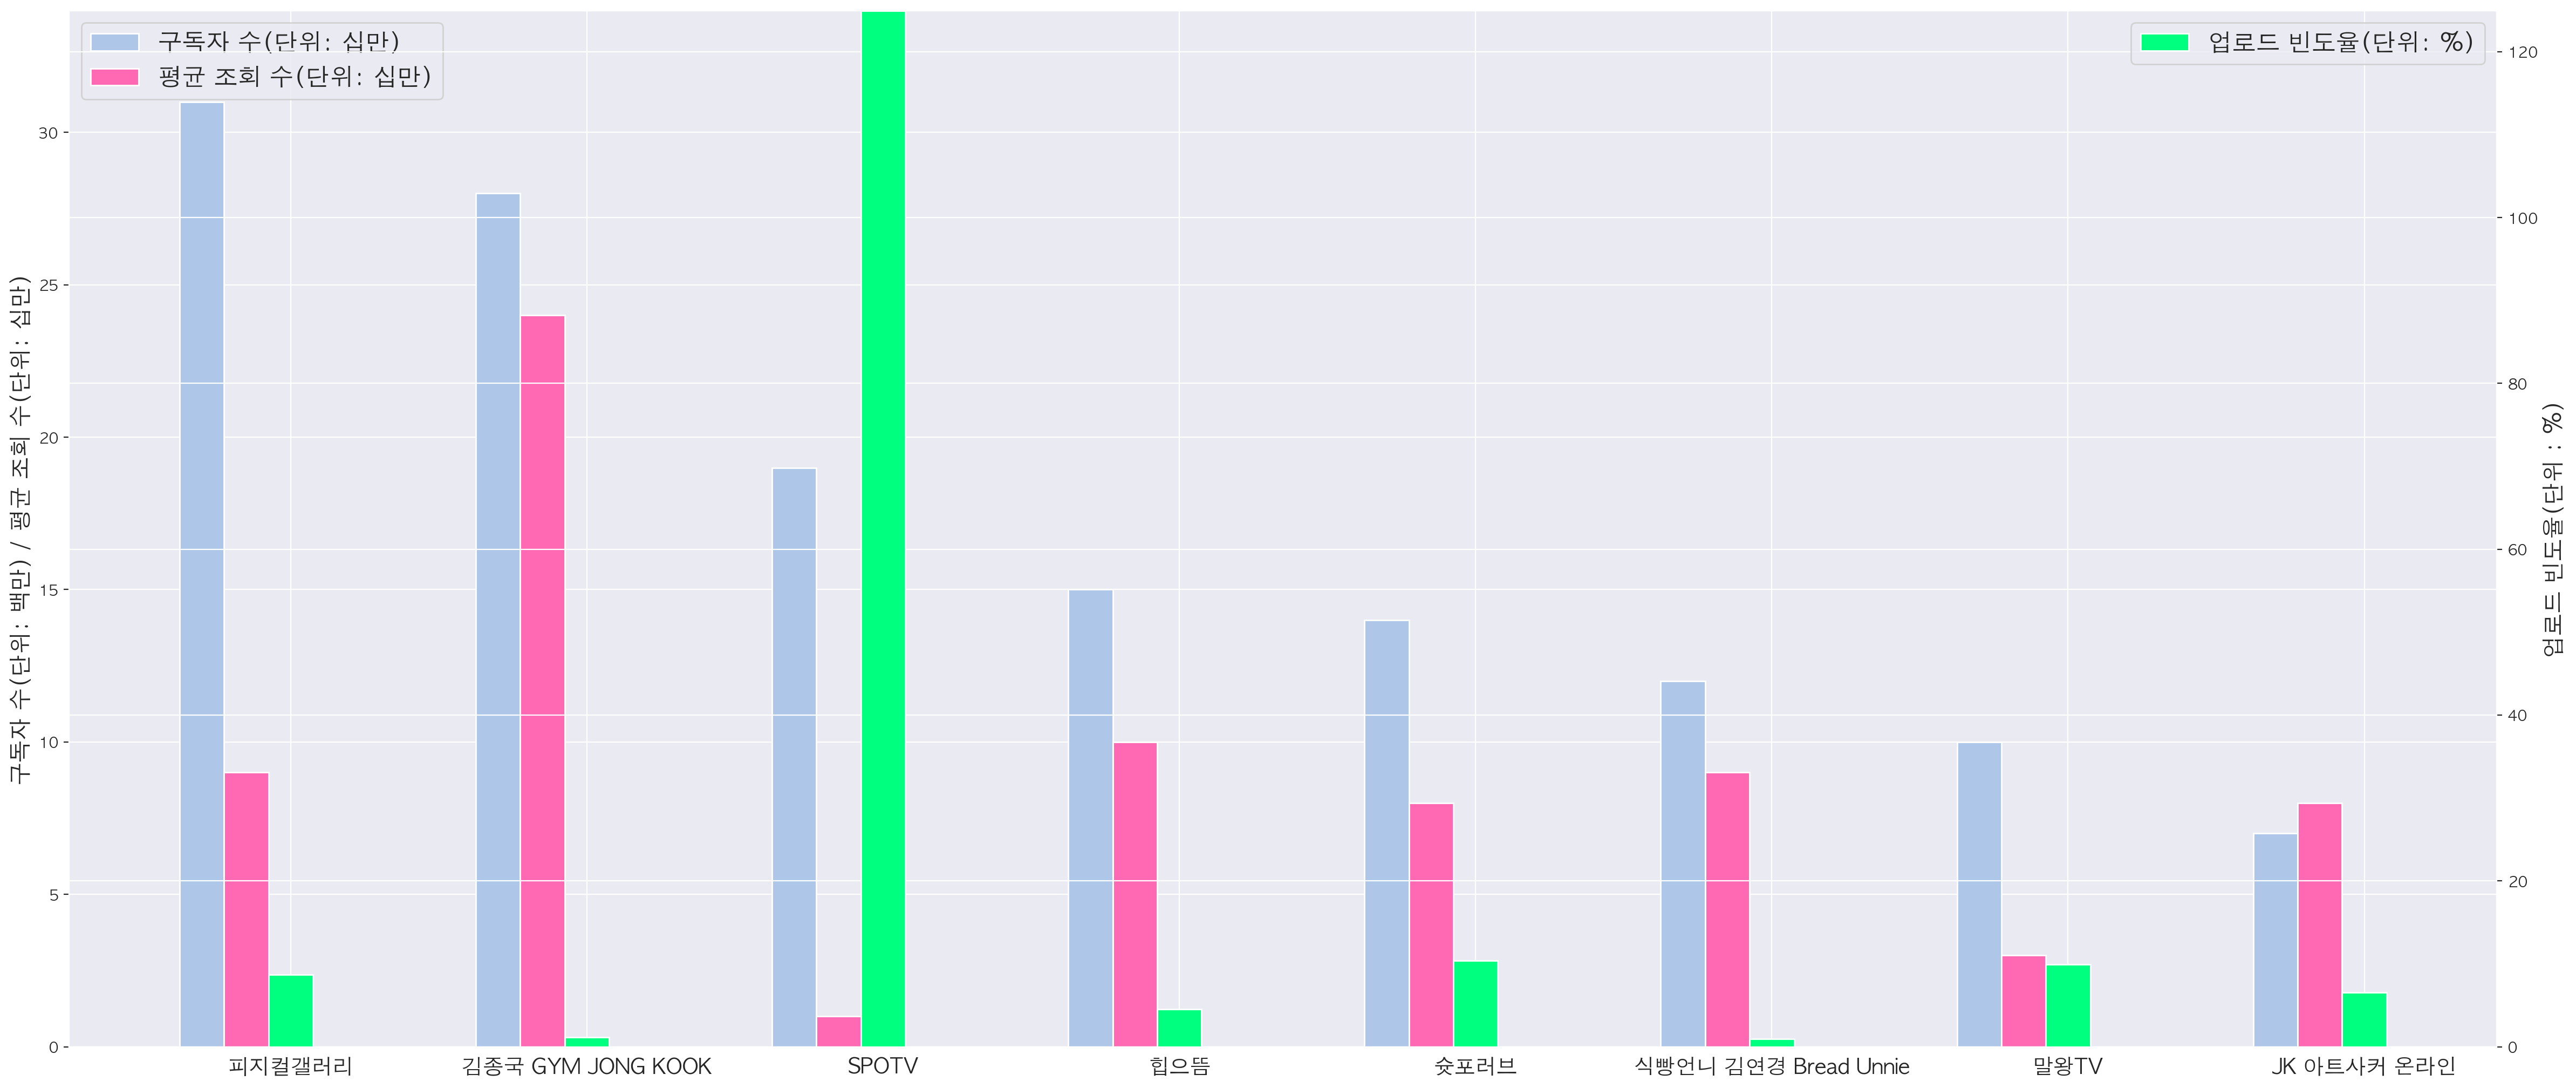 구독자 수(단위: 십만)
평균 조회 수(단위: 십만)
업로드 빈도율(단위: %)
구독자 수(단위: 백만) / 평균 조회 수(단위: 십만)
30
25
20
15
10
5
0
120
100
80
60
40
20
0
업로드 빈도율(단위 : %)
피지컬갤러리
김종국 GYM JONG KOOK
SPOTV
힙으뜸
슛포러브
식빵언니 김연경 Bread Unnie
말왕TV
JK 아트사커 온라인